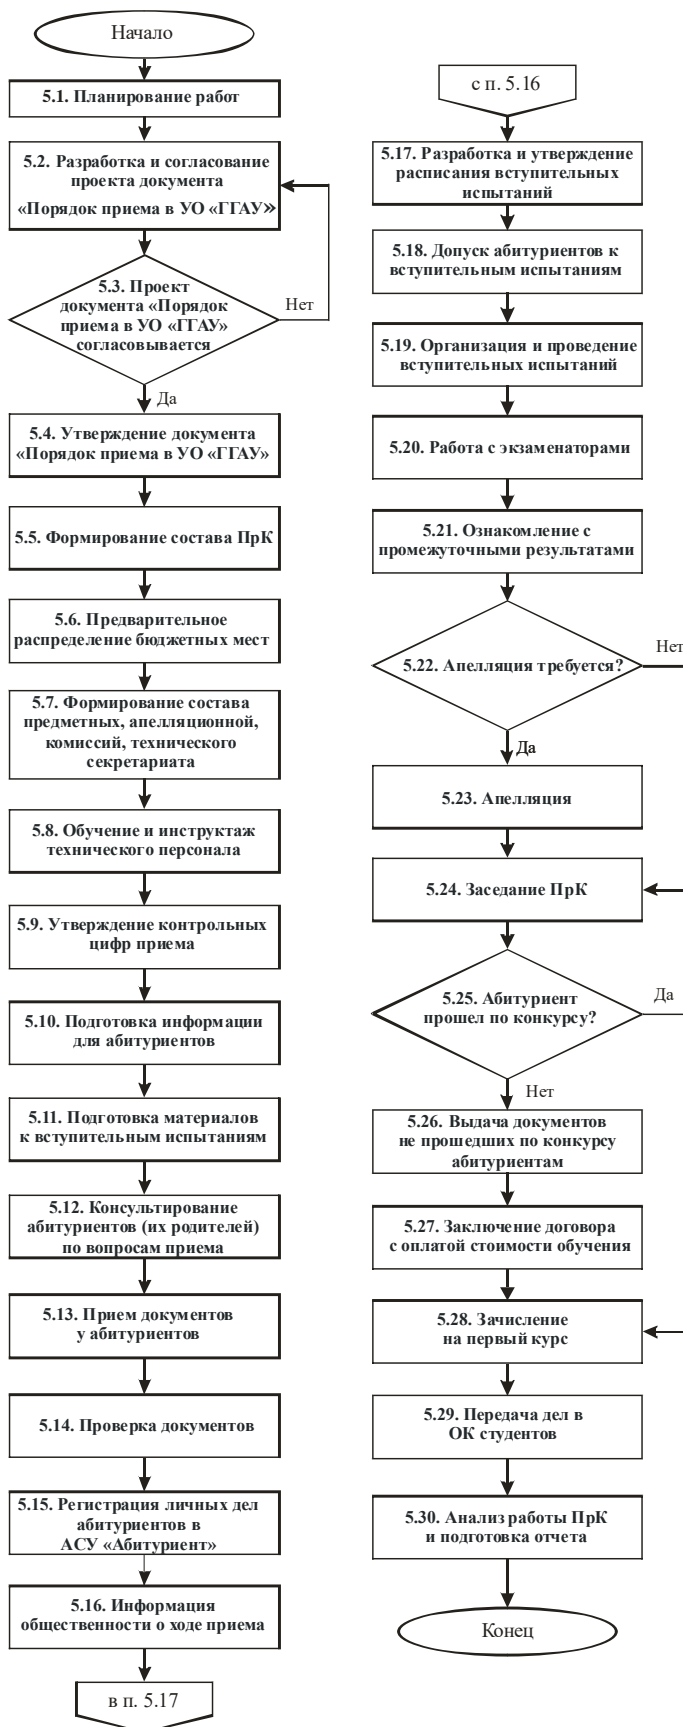 Начало
5.1. Планирование работ
5.2. Разработка и согласование
проекта документа
«Порядок приема в УО «ГГАУ»
5.3. Проект
документа «Порядок
приема в УО «ГГАУ»
согласовывается
Нет
Да
5.4. Утверждение документа
«Порядок приема в УО «ГГАУ»
5.5. Формирование состава ПрК
5.6. Предварительное
распределение бюджетных мест
5.7. Формирование состава
предметных, апелляционной,
комиссий, технического
секретариата
5.8. Обучение и инструктаж
технического персонала
5.9. Утверждение контрольных
цифр приема
5.10. Подготовка информации
для абитуриентов
5.11. Подготовка материалов
к вступительным испытаниям
5.12. Консультирование
абитуриентов (их родителей)
по вопросам приема
5.13. Прием документов
у абитуриентов
5.14. Проверка документов
5.15. Регистрация личных дел
абитуриентов в
АСУ «Абитуриент»
5.16. Информация
общественности о ходе приема
в п. 5.17
с п. 5.16
5.17. Разработка и утверждение
расписания вступительных
испытаний
5.18. Допуск абитуриентов к
вступительным испытаниям
5.19. Организация и проведение
вступительных испытаний
5.20. Работа с экзаменаторами
5.21. Ознакомление с
промежуточными результатами
5.22. Апелляция требуется?
Нет
Да
5.23. Апелляция
5.24. Заседание ПрК
5.25. Абитуриент
прошел по конкурсу?
Да
Нет
5.26. Выдача документов
не прошедших по конкурсу
абитуриентам
5.27. Заключение договора
с оплатой стоимости обучения
5.28. Зачисление
на первый курс
5.29. Передача дел в
ОК студентов
5.30. Анализ работы ПрК
и подготовка отчета
Конец